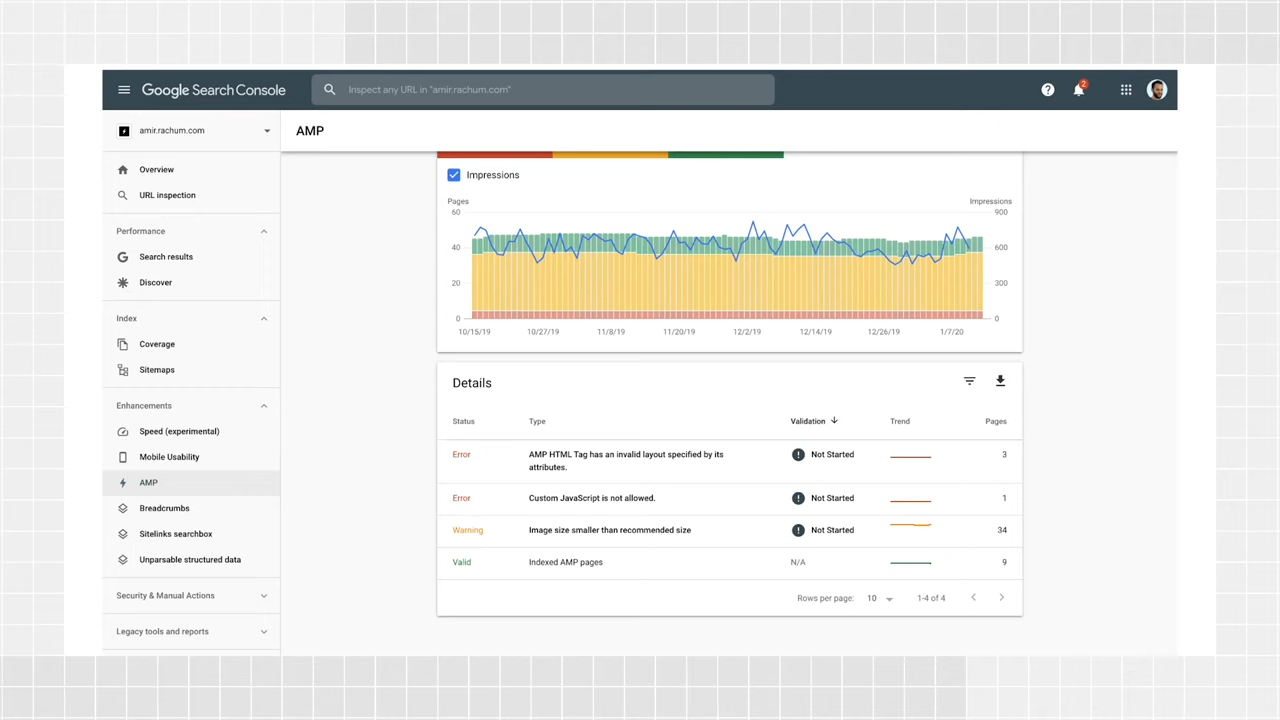 Google Search Console
Inspect any URL in "amir.rachum.com"
2
amir.rachum.com
AMP
Overview
URL inspection
Performance
Search results
Discover
Index
Coverage
Sitemaps
Enhancements
Speed (experimental)
Mobile Usability
AMP
Breadcrumbs
Sitelinks searchbox
Unparsable structured data
Security & Manual Actions
Legacy tools and reports
Impressions
Pages Impressions
60 900
40 600
20 300
0 0
10/15/19 10/27/19 11/8/19 11/20/19 12/2/19 12/14/19 12/26/19 1/7/20
Details
Status Type Validation Trend Pages
Error AMP HTML Tag has an invalid layout specified by its Not Started 3
attributes.
Error Custom JavaScript is not allowed. Not Started 1
Warning Image size smaller than recommended size Not Started 34
Valid Indexed AMP pages N/A 9
Rows per page: 10 1-4 of 4